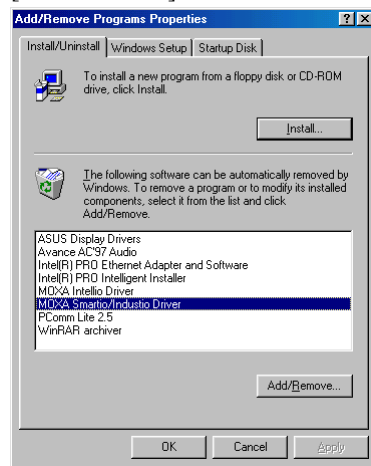 Add/Remove Programs Properties
Install/Uninstall Windows Setup Startup Disk
To install a new program from a floppy disk or CD-ROM
drive, click Install.
Install...
The following software can be automatically removed by
Windows. To remove a program or to modify its installed
components, select it from the list and click
Add/Remove.
ASUS Display Drivers
Avance AC'97 Audio
Intel(R) PRO Ethernet Adapter and Software
Intel(R) PRO Intelligent Installer
MOXA Intellio Driver
MOXA Smartio/Industio Driver
PComm Lite 2.5
WinRAR archiver
Add/Remove...
OK Cancel Apply